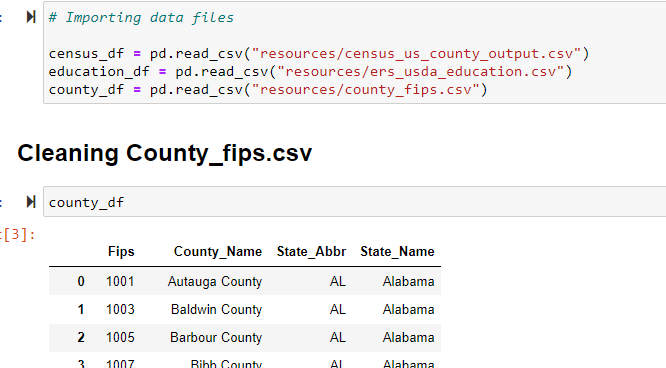 # Importing data files
census_df = pd.read_csv("resources/census_us_county_output.csv")
education_df = pd.read_csv("resources/ers_usda_education.csv")
county_df = pd.read_csv("resources/county_fips.csv")
Cleaning County_fips.csv
county_df
[3]:
Fips County_Name State_Abbr State_Name
0 1001 Autauga County AL Alabama
1 1003 Baldwin County AL Alabama
2 1005 Barbour County AL Alabama
3 1007 Bibb County AL Alabama